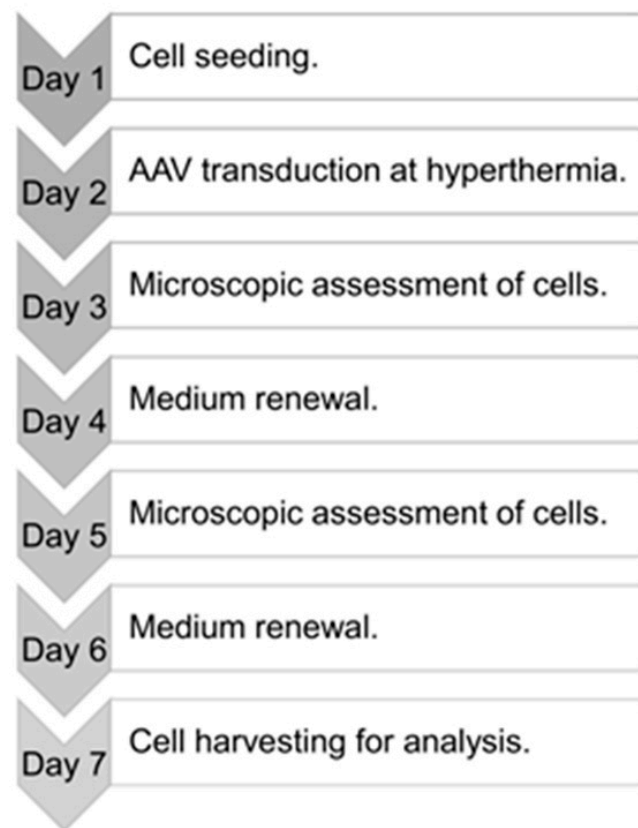 Day 1
Cell seeding.
Day 2
AAV transduction at hyperthermia.
Day 3
Microscopic assessment of cells.
Day 4
Medium renewal.
Day 5
Microscopic assessment of cells.
Day 6
Medium renewal.
Day 7
Cell harvesting for analysis.